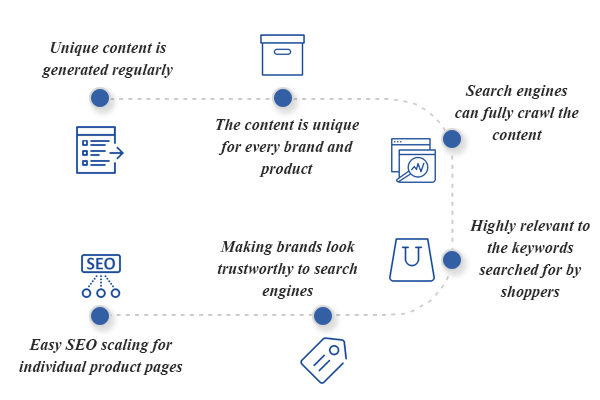 Unique content is
generated regularly
The content is unique
for every brand and
product
Search engines
can fully crawl the
content
Highly relevant to
the keywords
searched for by
shoppers
Making brands look
trustworthy to search
engines
SEO
Easy SEO scaling for
individual product pages